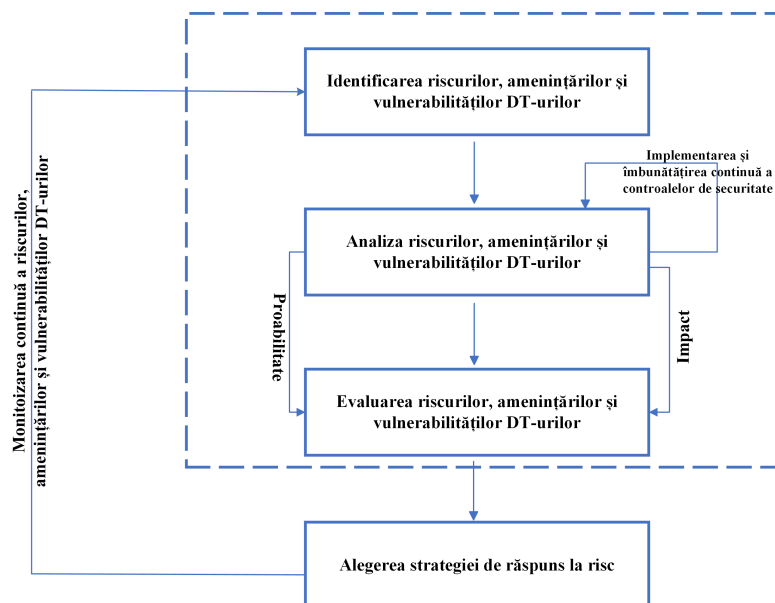 Identificarea riscurilor, amenințărilor și
vulnerabilităților DT-urilor
Implementarea și
îmbunătățirea continuă a
controalelor de securitate
Analiza riscurilor, amenințărilor și
vulnerabilităților DT-urilor
Proabilitate
Impact
Evaluarea riscurilor, amenințărilor și
vulnerabilităților DT-urilor
Alegerea strategiei de răspuns la risc
Monitoizarea continuă a riscurilor,
amenințărilor și vulnerabilităților DT-urilor